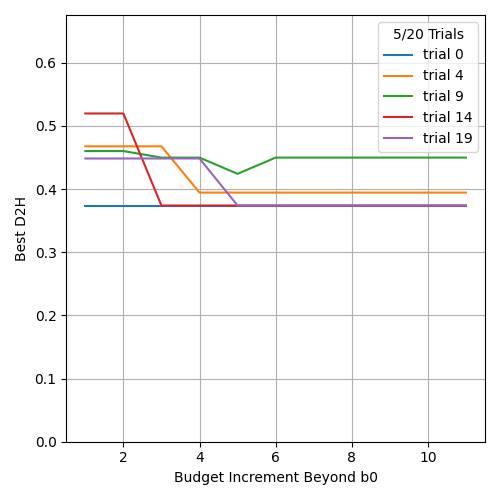 5/20 Trials
trial 0
trial 4
trial 9
trial 14
trial 19
0.6
0.5
0.4
0.3
0.2
0.1
0.0
Best D2H
2 4 6 8 10
Budget Increment Beyond b0